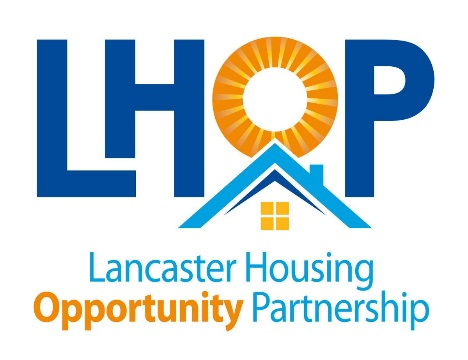 LHOP
Lancaster Housing
Opportunity Partnership